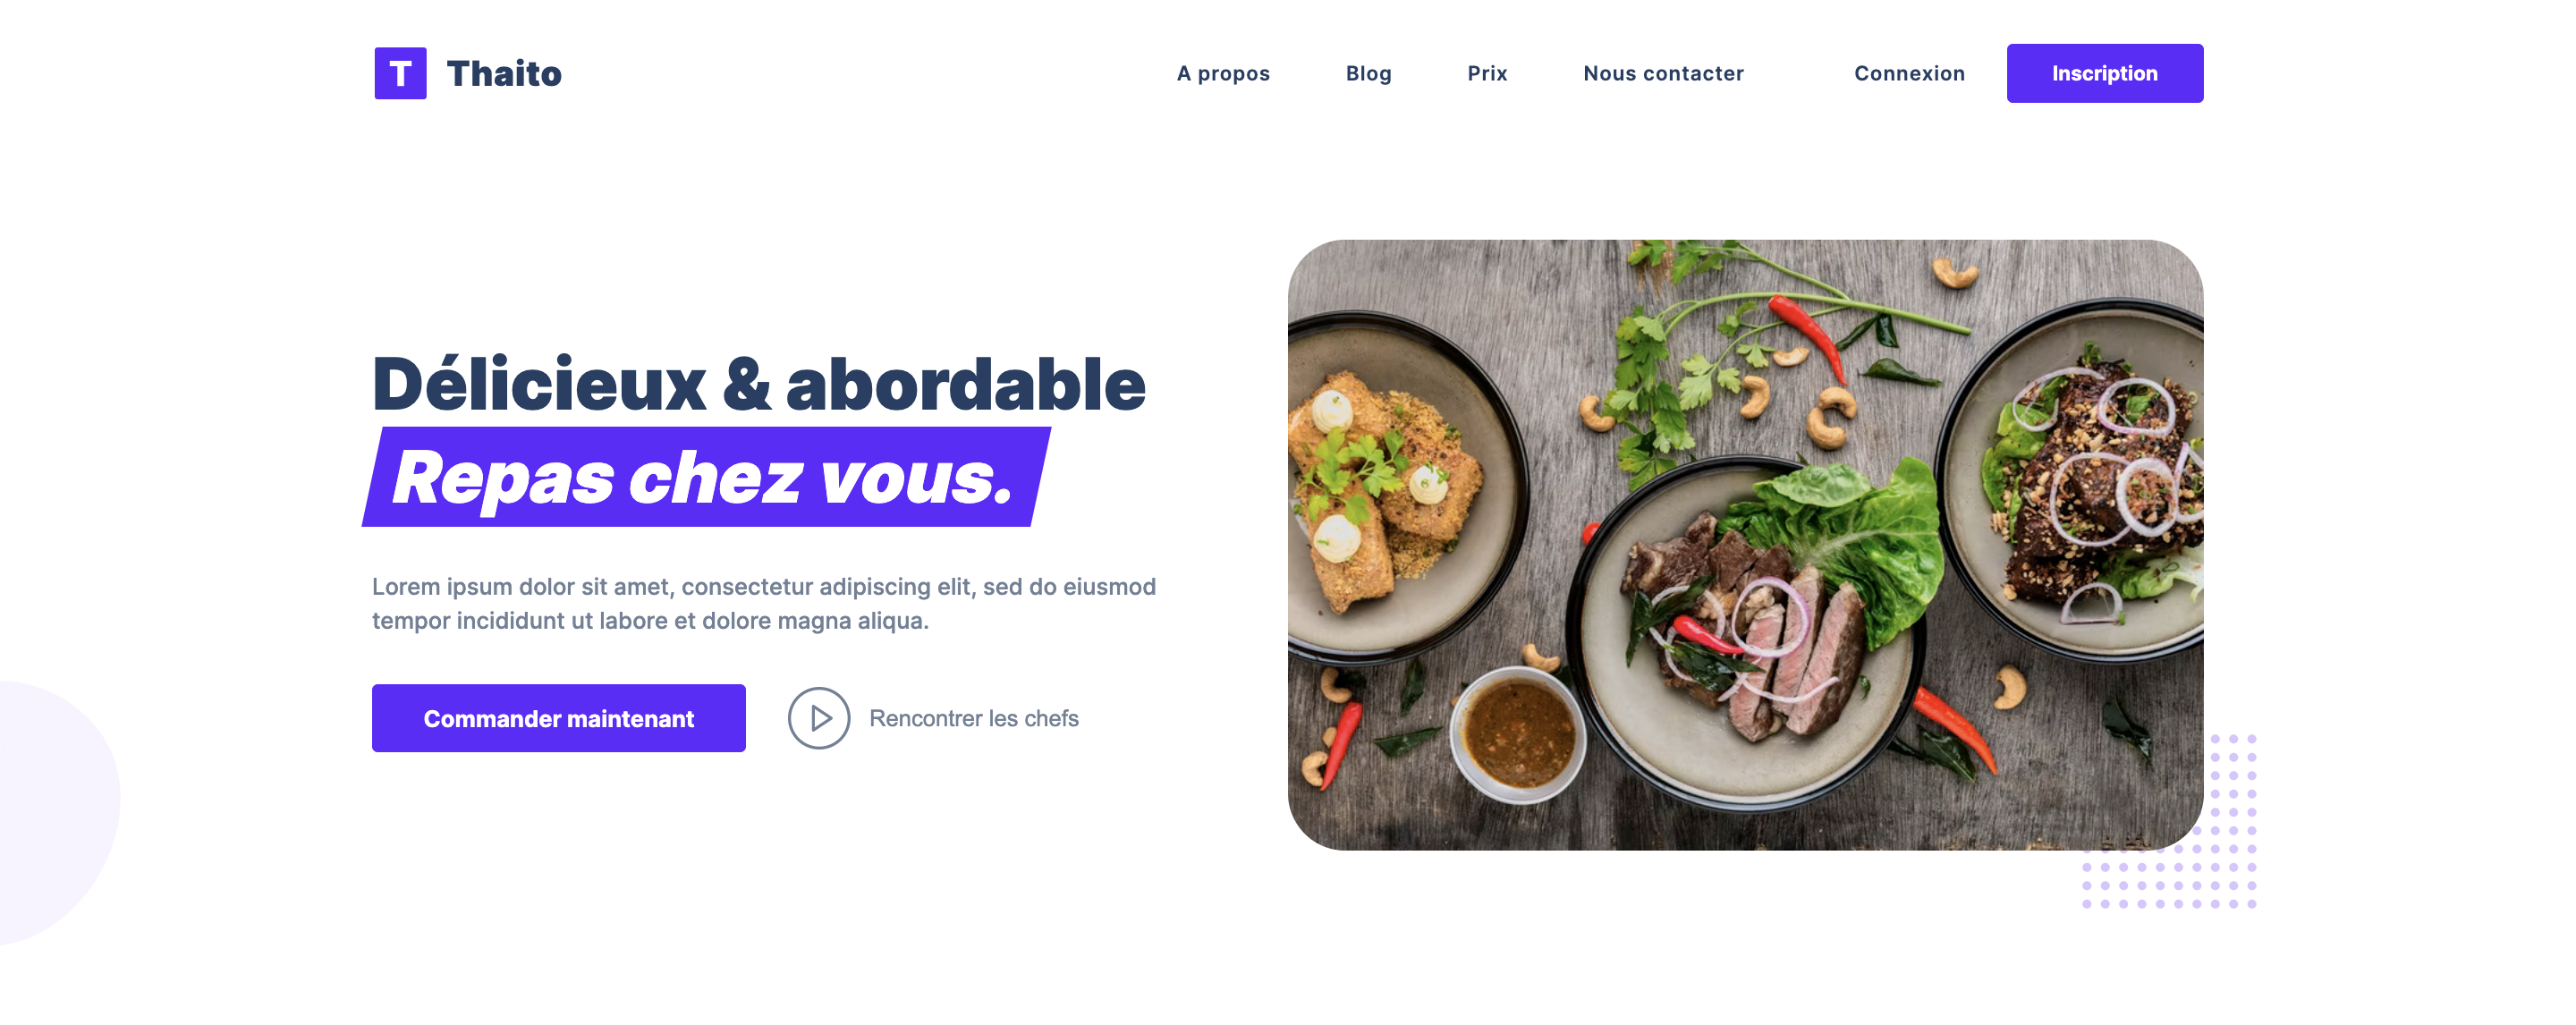 T Thaito
A propos Blog Prix Nous contacter Connexion Inscription
Délicieux & abordable
Repas chez vous.
Lorem ipsum dolor sit amet, consectetur adipiscing elit, sed do eiusmod
tempor incididunt ut labore et dolore magna aliqua.
Commander maintenant Rencontrer les chefs